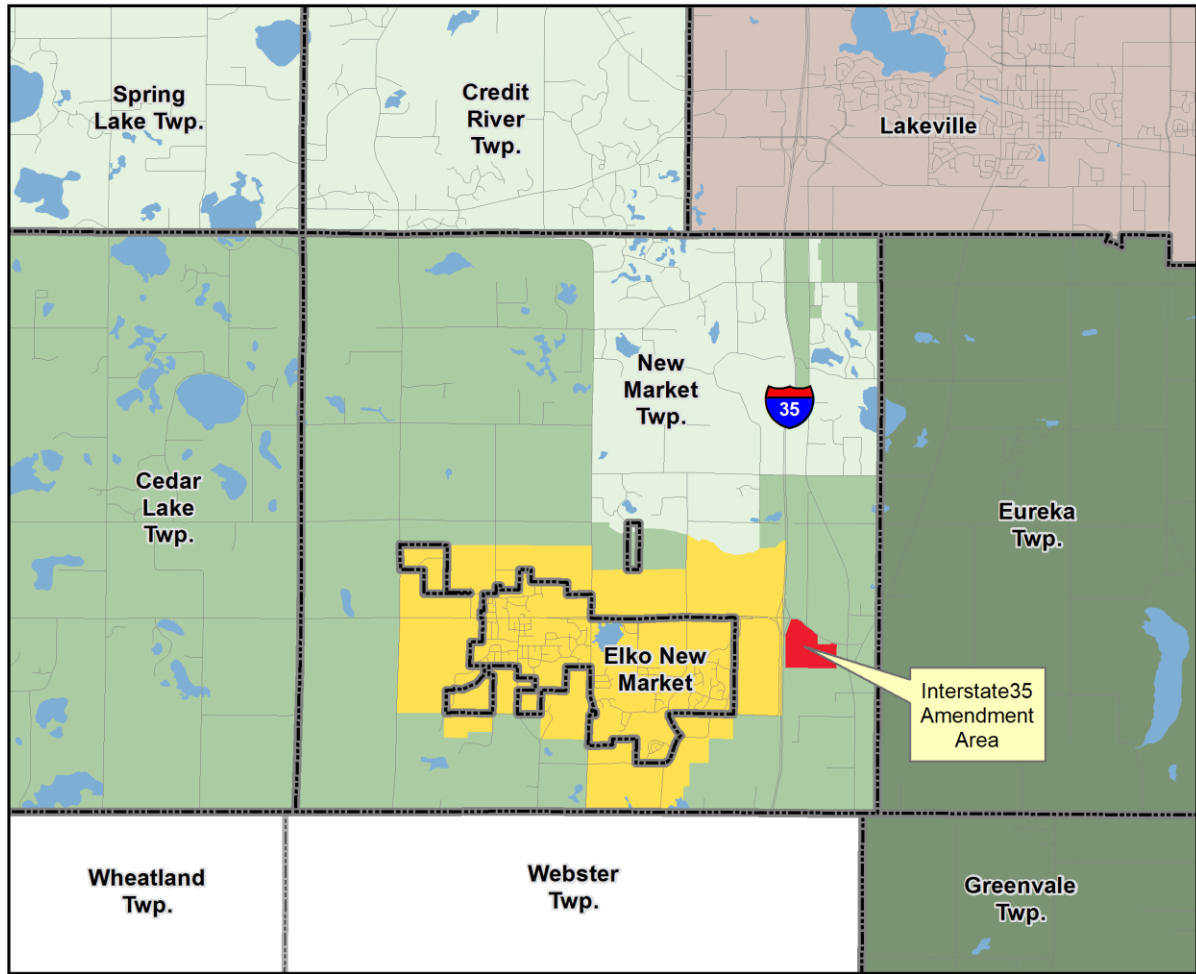 Spring
Lake Twp.
Credit
River
Twp.
Lakeville
New
Market
Twp.
35
Cedar
Lake
Twp.
Eureka
Twp.
Elko New
Market
Interstate35
Amendment
Area
Wheatland
Twp.
Webster
Twp.
Greenvale
Twp.